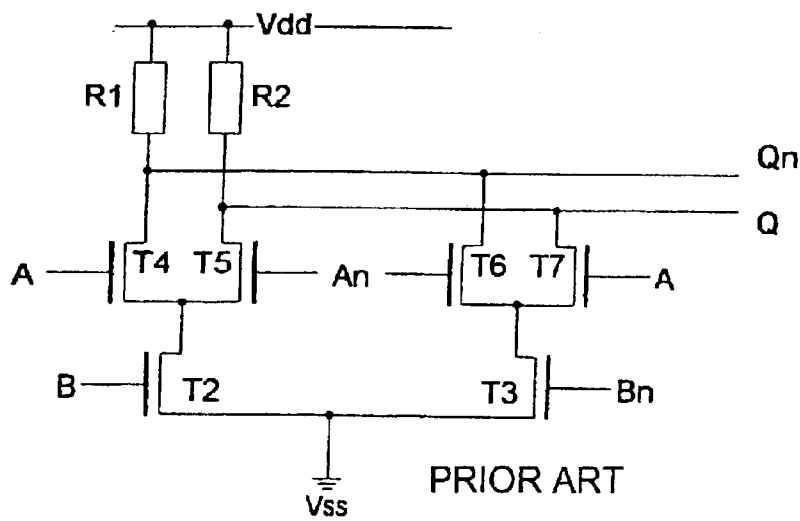 Vdd
R1 R2
Qn
Q
A T4 T5 An T6 T7 A
B T2 T3 Bn
Vss
PRIOR ART